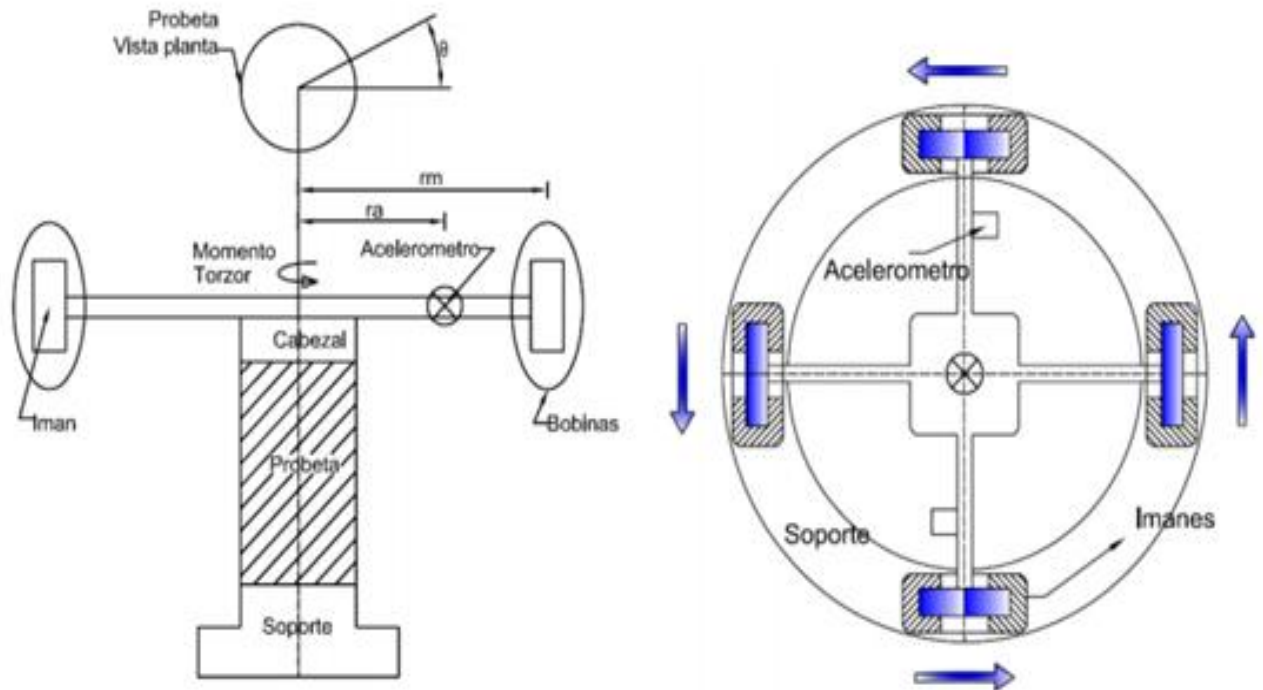 Probeta
Vista planta
θ
rm
ra
Momento
Torzor
Acelerometro
Cabezal
Iman
Bobinas
Probeta
Soporte
Acelerometro
Soporte
Imanes